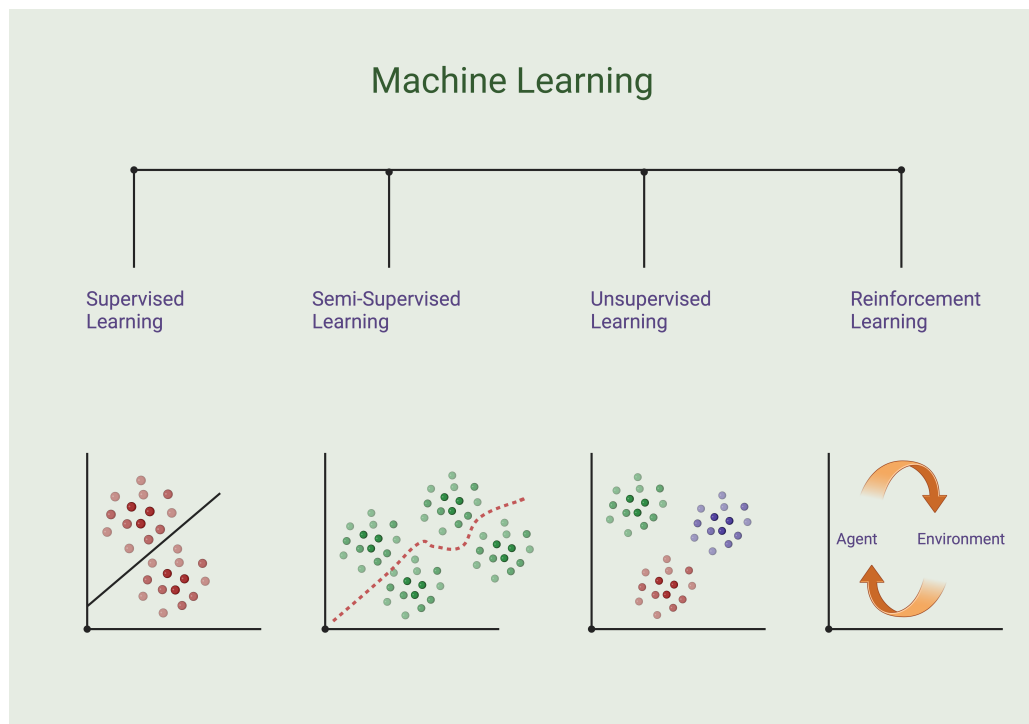 Machine Learning
Supervised
Learning
Semi-Supervised
Learning
Unsupervised
Learning
Reinforcement
Learning
Agent
Environment